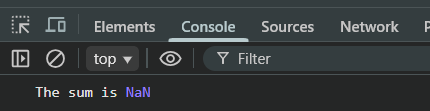 Elements Console Sources Network
top ▾ Filter
The sum is NaN